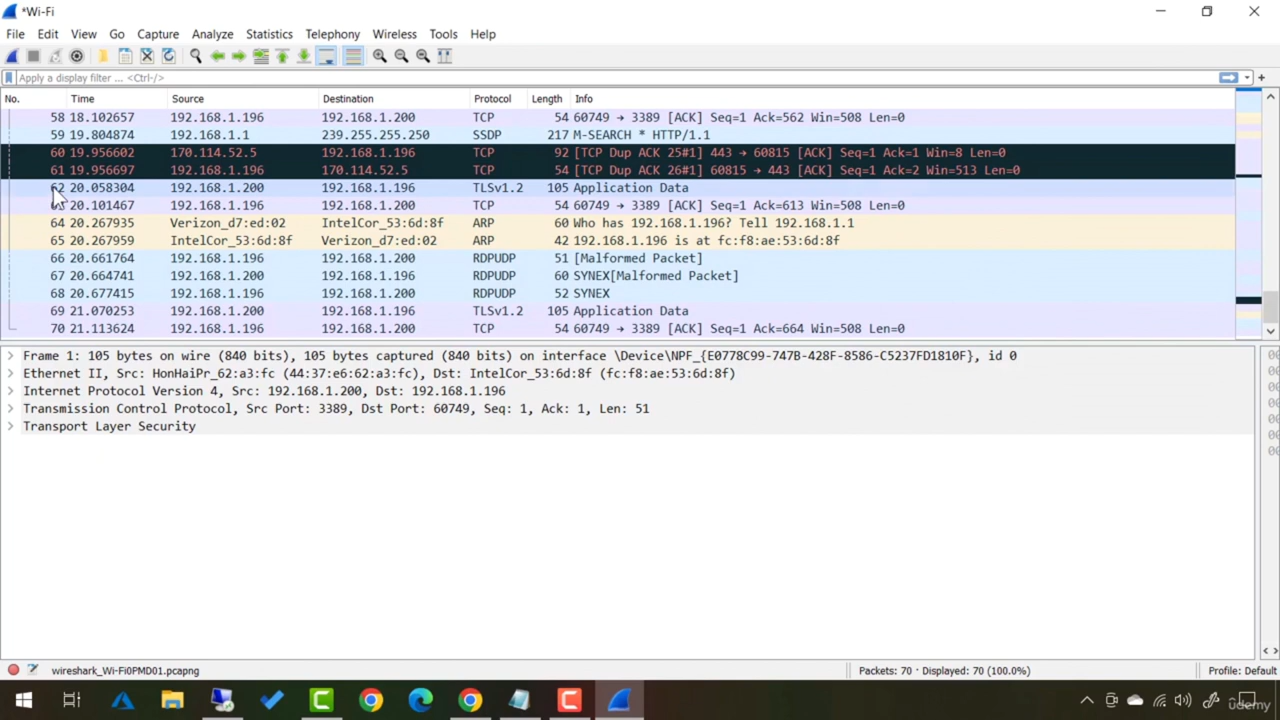 *Wi-Fi
File Edit View Go Capture Analyze Statistics Telephony Wireless Tools Help
Apply a display filter ... <Ctrl-/>
No. Time Source Destination Protocol Length Info
58 18.102657 192.168.1.196 192.168.1.200 TCP 54 60749 → 3389 [ACK] Seq=1 Ack=562 Win=508 Len=0
59 19.804874 192.168.1.1 239.255.255.250 SSDP 217 M-SEARCH * HTTP/1.1
60 19.956602 170.114.52.5 192.168.1.196 TCP 92 [TCP Dup ACK 25#1] 443 → 60815 [ACK] Seq=1 Ack=1 Win=8 Len=0
61 19.956697 192.168.1.196 170.114.52.5 TCP 54 [TCP Dup ACK 26#1] 60815 → 443 [ACK] Seq=1 Ack=2 Win=513 Len=0
62 20.058304 192.168.1.200 192.168.1.196 TLSv1.2 105 Application Data
20.101467 192.168.1.196 192.168.1.200 TCP 54 60749 → 3389 [ACK] Seq=1 Ack=613 Win=508 Len=0
64 20.267935 Verizon_d7:ed:02 IntelCor_53:6d:8f ARP 60 Who has 192.168.1.196? Tell 192.168.1.1
65 20.267959 IntelCor_53:6d:8f Verizon_d7:ed:02 ARP 42 192.168.1.196 is at fc:f8:ae:53:6d:8f
66 20.661764 192.168.1.196 192.168.1.200 RDPUDP 51 [Malformed Packet]
67 20.664741 192.168.1.200 192.168.1.196 RDPUDP 60 SYNEX[Malformed Packet]
68 20.677415 192.168.1.196 192.168.1.200 RDPUDP 52 SYNEX
69 21.070253 192.168.1.200 192.168.1.196 TLSv1.2 105 Application Data
70 21.113624 192.168.1.196 192.168.1.200 TCP 54 60749 → 3389 [ACK] Seq=1 Ack=664 Win=508 Len=0
Frame 1: 105 bytes on wire (840 bits), 105 bytes captured (840 bits) on interface \Device\NPF_{E0778C99-747B-428F-8586-C5237FD1810F}, id 0
Ethernet II, Src: HonHaiPr_62:a3:fc (44:37:e6:62:a3:fc), Dst: IntelCor_53:6d:8f (fc:f8:ae:53:6d:8f)
Internet Protocol Version 4, Src: 192.168.1.200, Dst: 192.168.1.196
Transmission Control Protocol, Src Port: 3389, Dst Port: 60749, Seq: 1, Ack: 1, Len: 51
Transport Layer Security
wireshark_Wi-Fi0PMD01.pcapng Packets: 70 · Displayed: 70 (100.0%) Profile: Default
udemy